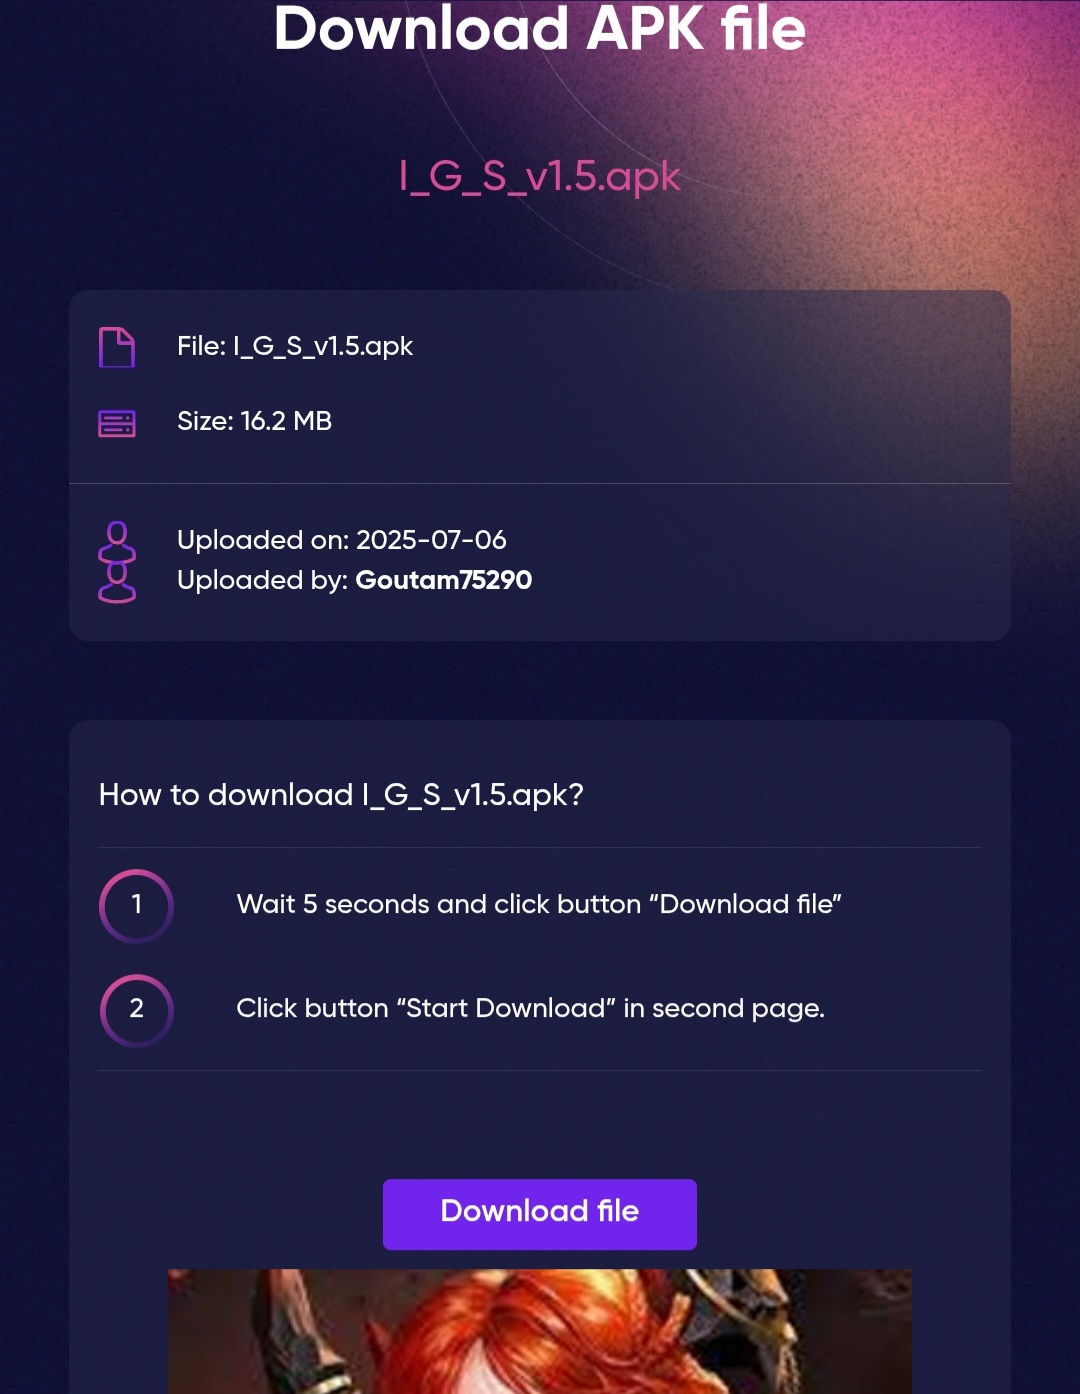 Download APK file
I_G_S_v1.5.apk
File: I_G_S_v1.5.apk
Size: 16.2 MB
Uploaded on: 2025-07-06
Uploaded by: Goutam75290
How to download I_G_S_v1.5.apk?
1 Wait 5 seconds and click button “Download file”
2 Click button “Start Download” in second page.
Download file